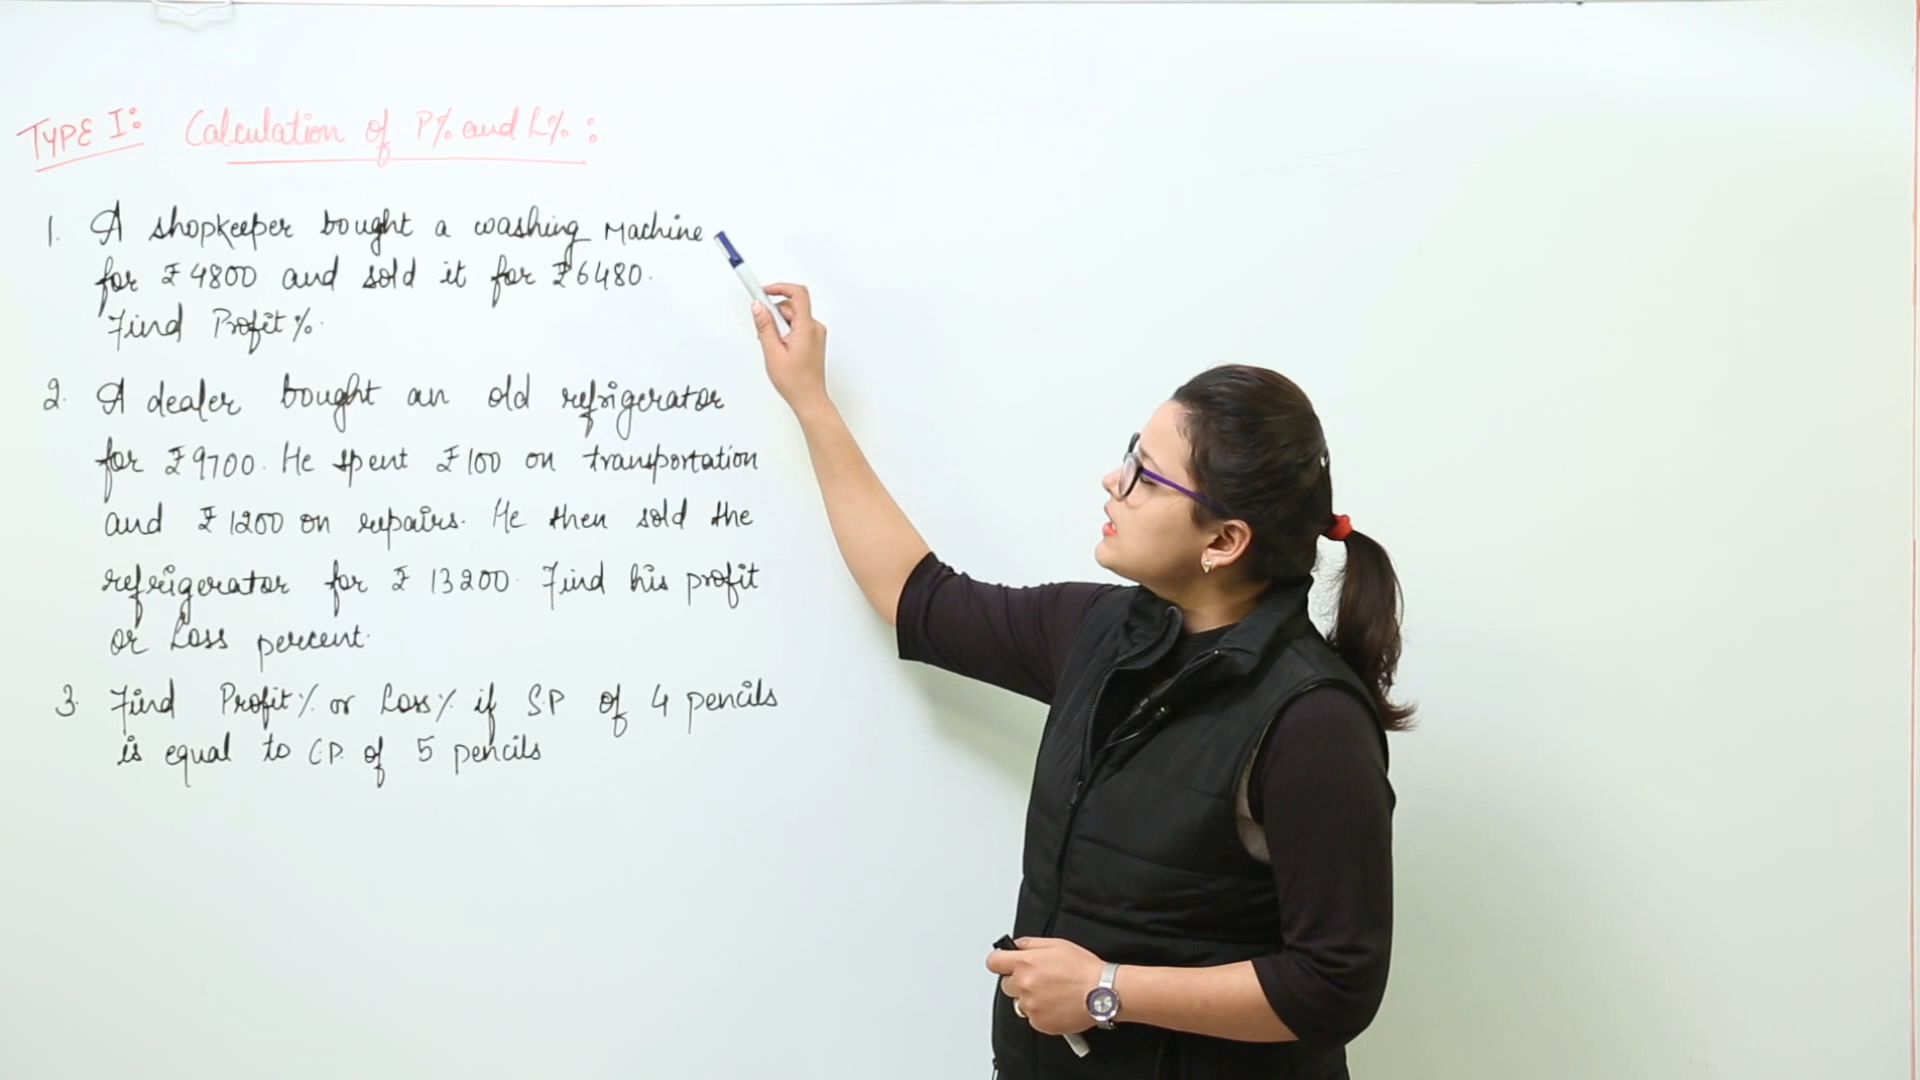 TYPE I: Calculation of P% and L%:
1. A shopkeeper bought a washing Machine
for ₹4800 and sold it for ₹6480.
Find Profit%.
2. A dealer bought an old refrigerator
for ₹9700. He spent ₹100 on transportation
and ₹1200 on repairs. He then sold the
refrigerator for ₹13200. Find his profit
or Loss percent.
3. Find Profit% or Loss% if S.P of 4 pencils
is equal to C.P. of 5 pencils